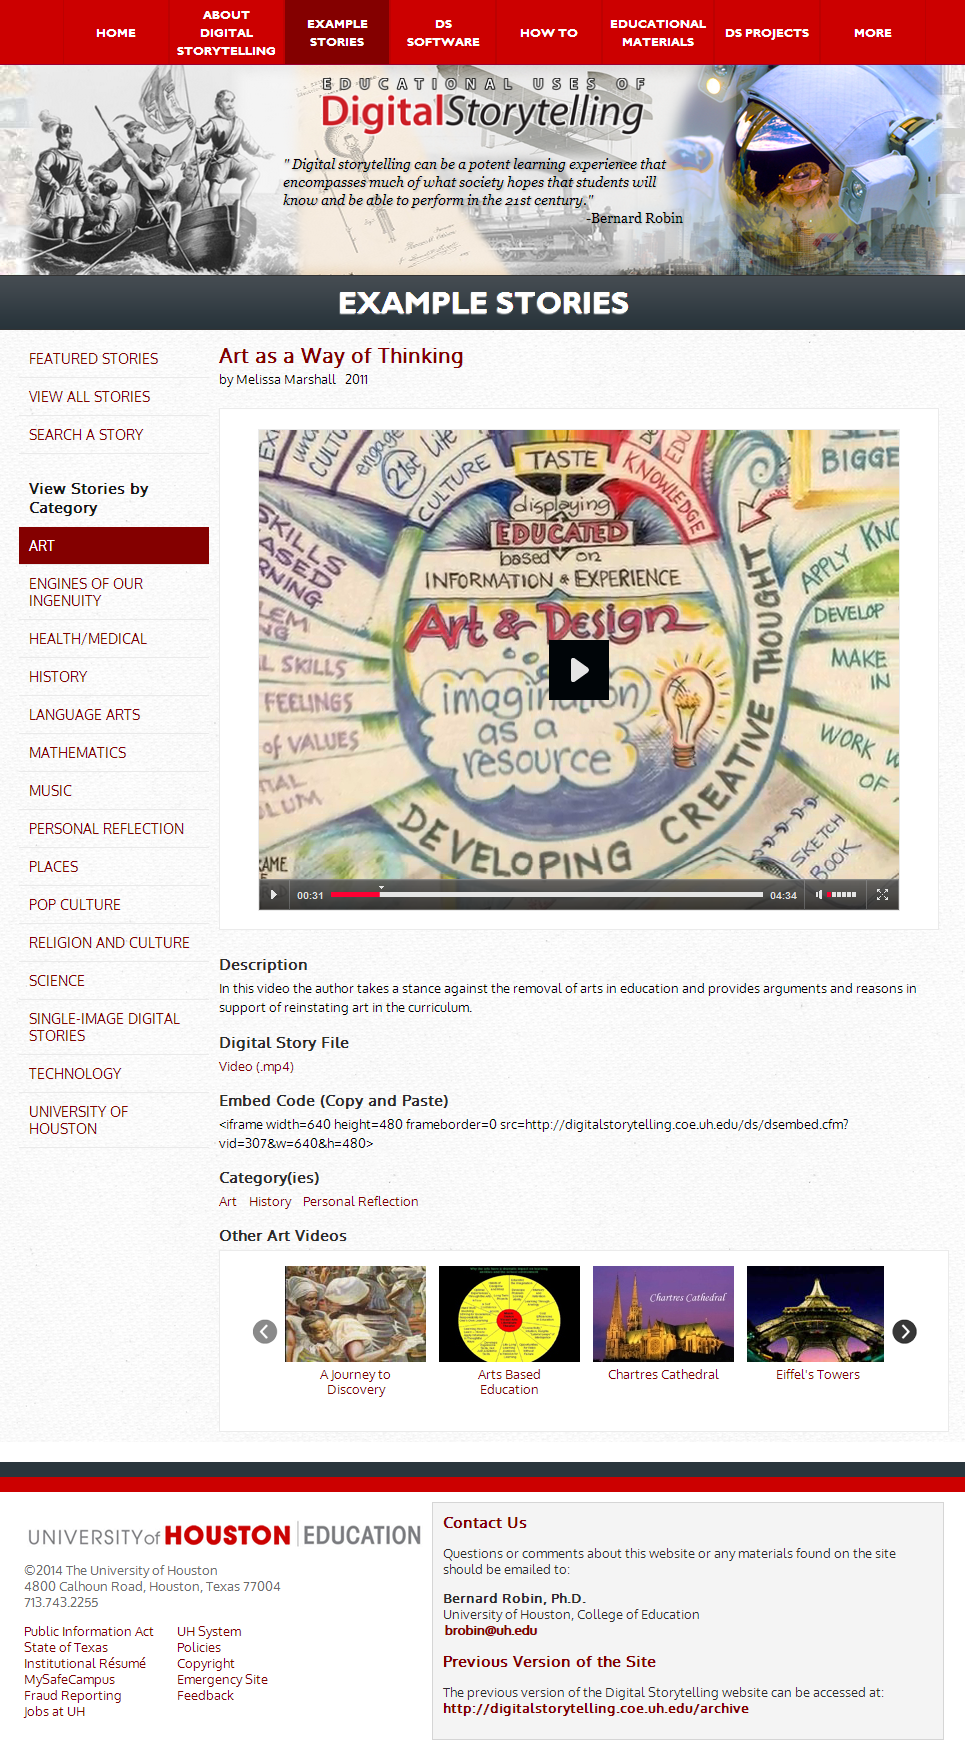 HOME
ABOUT
DIGITAL
STORYTELLING
EXAMPLE
STORIES
DS
SOFTWARE
HOW TO
EDUCATIONAL
MATERIALS
DS PROJECTS
MORE
EDUCATIONAL USES OF
DigitalStorytelling
" Digital storytelling can be a potent learning experience that
encompasses much of what society hopes that students will
know and be able to perform in the 21st century."
-Bernard Robin
EXAMPLE STORIES
FEATURED STORIES
VIEW ALL STORIES
SEARCH A STORY
View Stories by
Category
ART
ENGINES OF OUR
INGENUITY
HEALTH/MEDICAL
HISTORY
LANGUAGE ARTS
MATHEMATICS
MUSIC
PERSONAL REFLECTION
PLACES
POP CULTURE
RELIGION AND CULTURE
SCIENCE
SINGLE-IMAGE DIGITAL
STORIES
TECHNOLOGY
UNIVERSITY OF
HOUSTON
Art as a Way of Thinking
by Melissa Marshall 2011
CULTURE
engage
21st
Life
CULTURE
TASTE
KNOWLEDGE
BIGGE
displaying
EDUCATED
based on
INFORMATION & EXPERIENCE
Art & Design
imagination
as a
resource
DEVELOPING CREATIVE THOUGHT
SKILLS
ASED
RNING
LEM
NG
L SKILLS
FEELINGS
of VALUES
TIAL
ULUM
RAME
APPLY KNO
DEVELOP
MAKE
IN
WORK W
OF
SKETCH
BOOK
00:31
04:34
Description
In this video the author takes a stance against the removal of arts in education and provides arguments and reasons in
support of reinstating art in the curriculum.
Digital Story File
Video (.mp4)
Embed Code (Copy and Paste)
<iframe width=640 height=480 frameborder=0 src=http://digitalstorytelling.coe.uh.edu/ds/dsembed.cfm?
vid=307&w=640&h=480>
Category(ies)
Art History Personal Reflection
Other Art Videos
Chartres Cathedral
A Journey to
Discovery
Arts Based
Education
Chartres Cathedral
Eiffel's Towers
UNIVERSITY of HOUSTON | EDUCATION
©2014 The University of Houston
4800 Calhoun Road, Houston, Texas 77004
713.743.2255
Public Information Act
State of Texas
Institutional Résumé
MySafeCampus
Fraud Reporting
Jobs at UH
UH System
Policies
Copyright
Emergency Site
Feedback
Contact Us
Questions or comments about this website or any materials found on the site
should be emailed to:
Bernard Robin, Ph.D.
University of Houston, College of Education
brobin@uh.edu
Previous Version of the Site
The previous version of the Digital Storytelling website can be accessed at:
http://digitalstorytelling.coe.uh.edu/archive